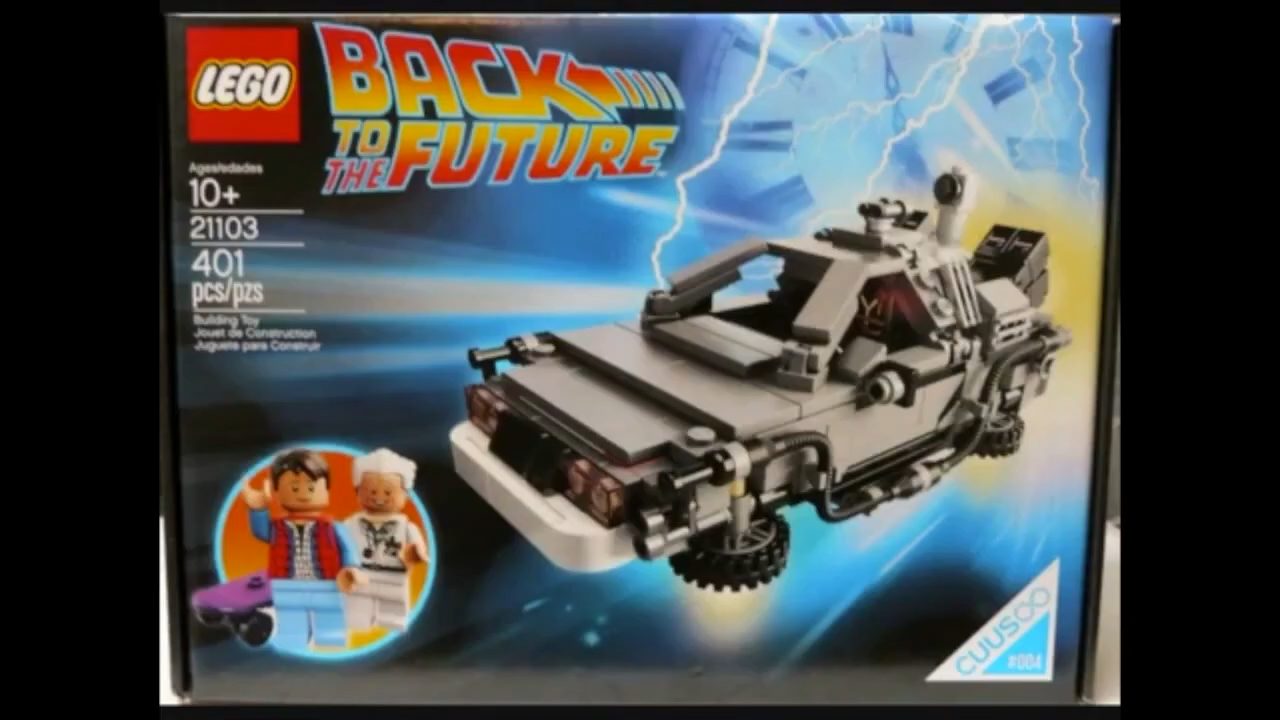 LEGO
BACK
TO
THE FUTURE
Ages/edades
10+
21103
401
pcs/pzs
Building Toy
Jouet de Construction
Juguete para Construir
CUUSOO
#004